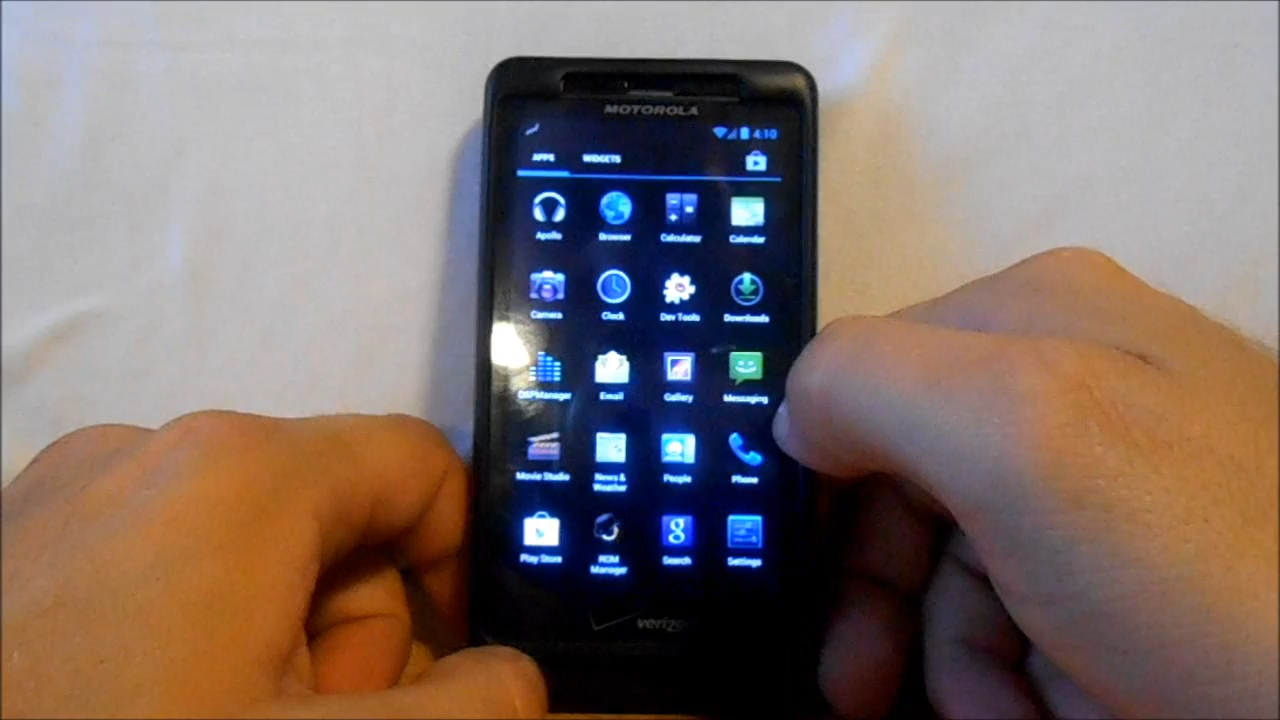 MOTOROLA
4:10
APPS WIDGETS
Apollo Browser Calculator Calendar
Camera Clock Dev Tools Downloads
DSPManager Email Gallery Messaging
Movie Studio News & Weather People Phone
Play Store ROM Manager Search Settings
verizon